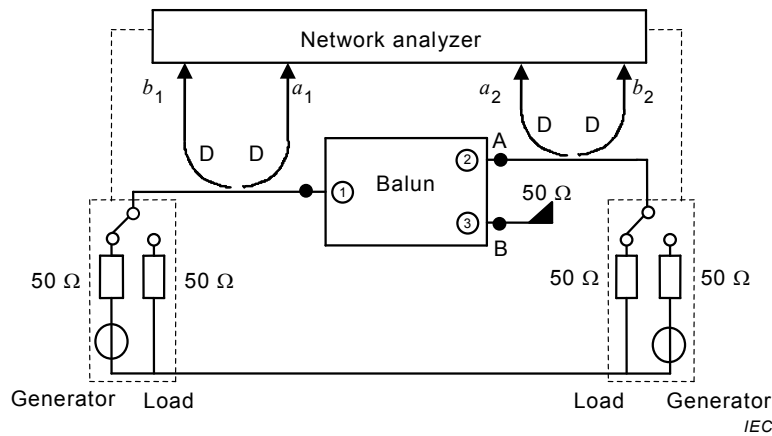 Network analyzer
b1 a1 a2 b2
D D D D
A
2
Balun
50 Ω
1
3
B
50 Ω 50 Ω 50 Ω 50 Ω
Generator Load Load Generator
IEC